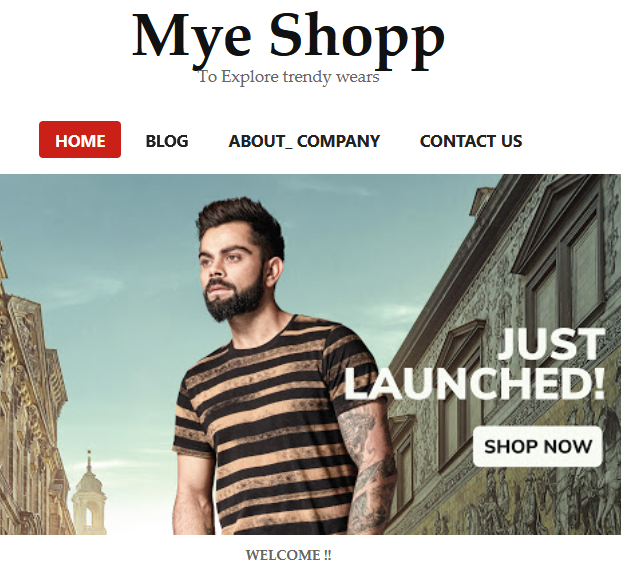 Mye Shopp
To Explore trendy wears
HOME BLOG ABOUT_ COMPANY CONTACT US
JUST
LAUNCHED!
SHOP NOW
WELCOME !!